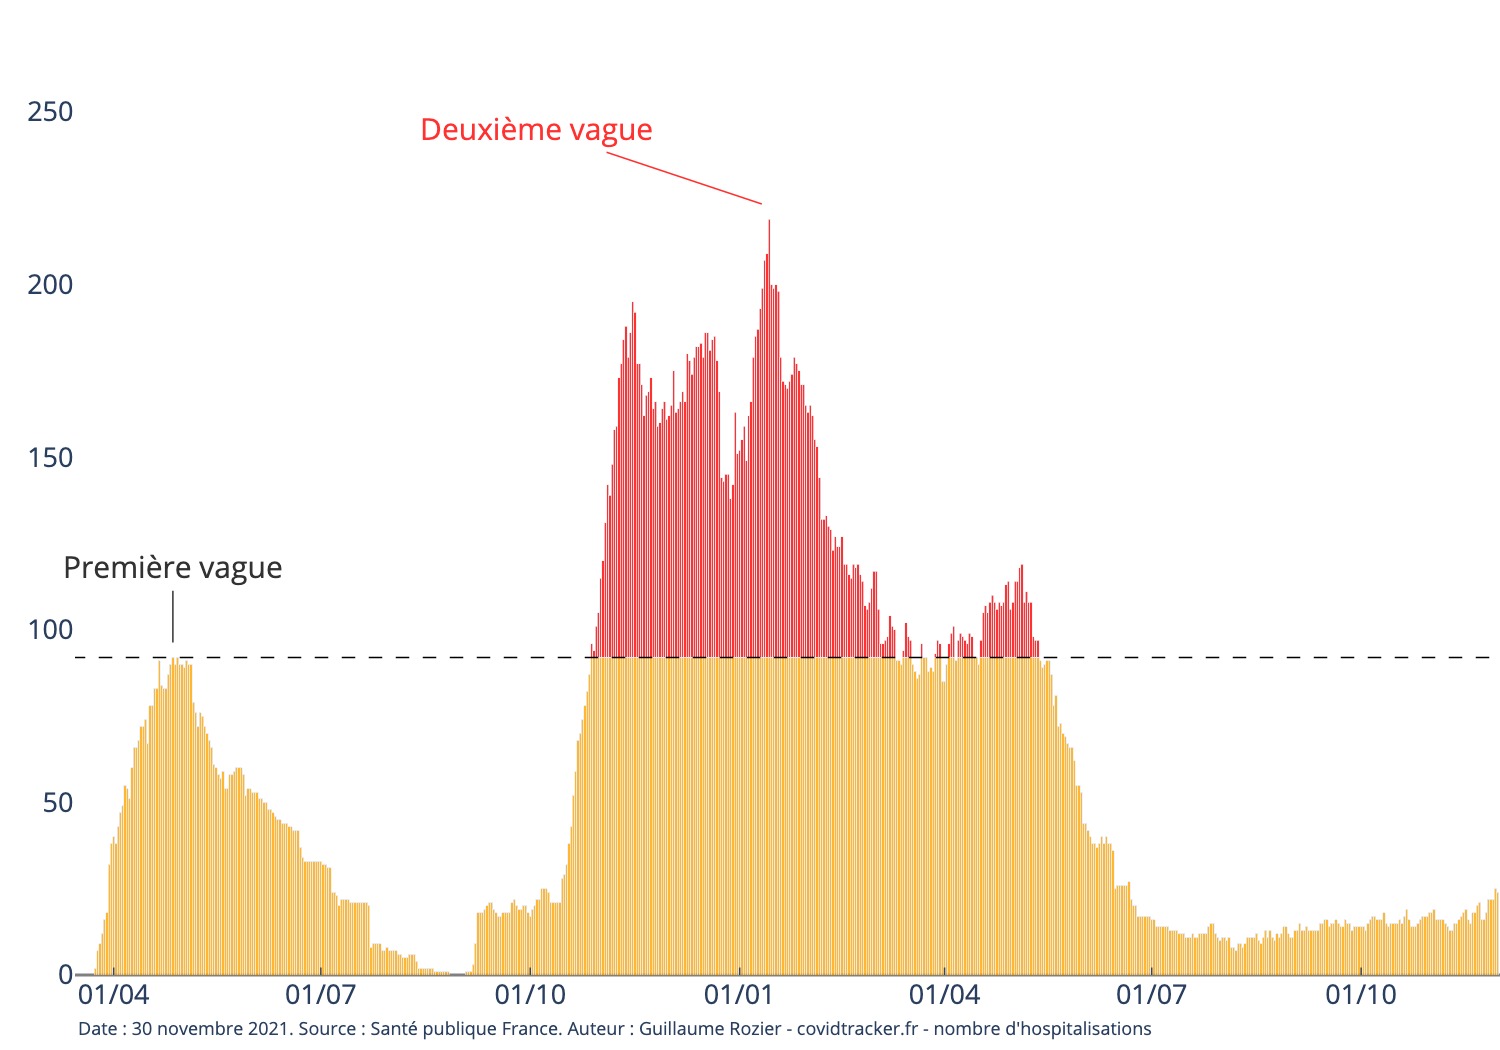 250
Deuxième vague
200
150
Première vague
100
50
0
01/04 01/07 01/10 01/01 01/04 01/07 01/10
Date : 30 novembre 2021. Source : Santé publique France. Auteur : Guillaume Rozier - covidtracker.fr - nombre d'hospitalisations